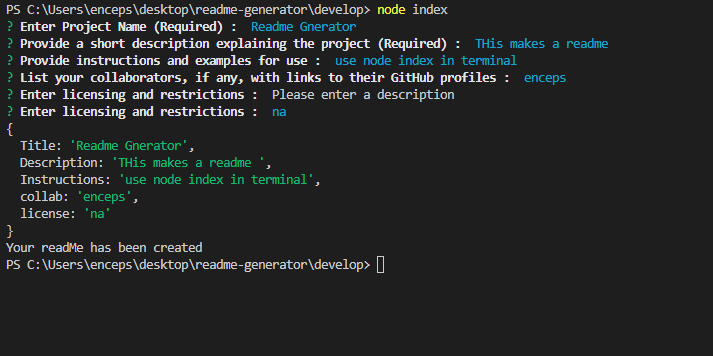 PS C:\Users\enceps\desktop\readme-generator\develop> node index
? Enter Project Name (Required) :  Readme Gnerator
? Provide a short description explaining the project (Required) :  THis makes a readme
? Provide instructions and examples for use :  use node index in terminal
? List your collaborators, if any, with links to their GitHub profiles :  enceps
? Enter licensing and restrictions :  Please enter a description
? Enter licensing and restrictions :  na
{
  Title: 'Readme Gnerator',
  Description: 'THis makes a readme ',
  Instructions: 'use node index in terminal',
  collab: 'enceps',
  license: 'na'
}
Your readMe has been created
PS C:\Users\enceps\desktop\readme-generator\develop>